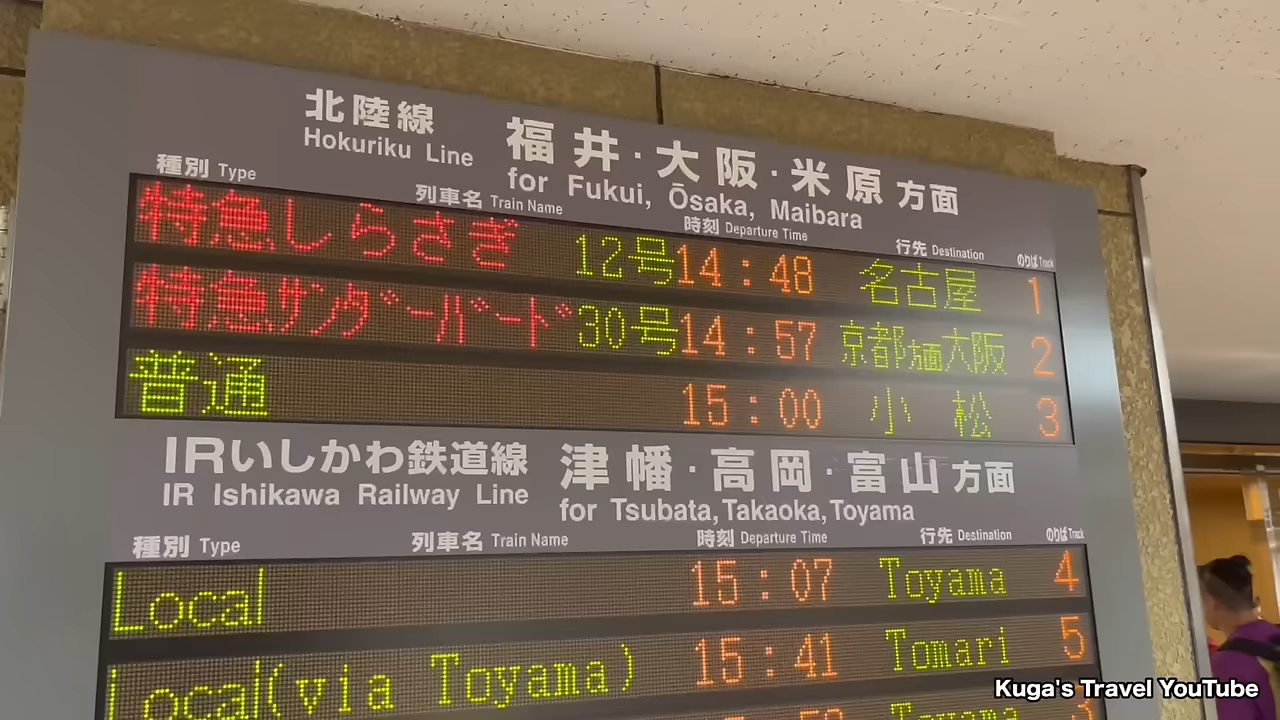 北陸線 福井・大阪・米原 方面
Hokuriku Line for Fukui, Ōsaka, Maibara
種別 Type 列車名 Train Name 時刻 Departure Time 行先 Destination のりば Track
特急しらさぎ 12号 14:48 名古屋 1
特急サンダーバード 30号 14:57 京都方面大阪 2
普通 15:00 小松 3
IRいしかわ鉄道線 津幡・高岡・富山 方面
IR Ishikawa Railway Line for Tsubata, Takaoka, Toyama
種別 Type 列車名 Train Name 時刻 Departure Time 行先 Destination のりば Track
Local 15:07 Toyama 4
Local(via Toyama) 15:41 Tomari 5
Toyama
Kuga's Travel YouTube